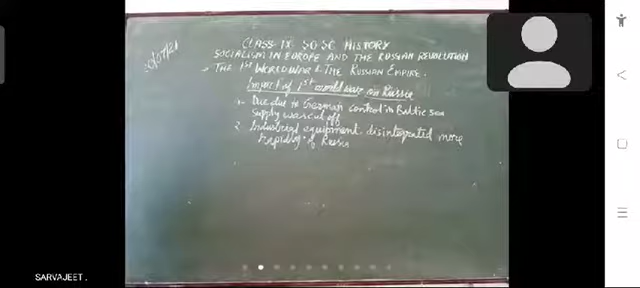 CLASS IX SO SC HISTORY
SOCIALISM IN EUROPE AND THE RUSSIAN REVOLUTION
THE 1st WORLD WAR & THE RUSSIAN EMPIRE.
Impact of 1st world war on Russia
1. Due to German control in Baltic sea
supply was cut off
2. Industrial equipment disintegrated more
rapidly of Russia
SARVAJEET .